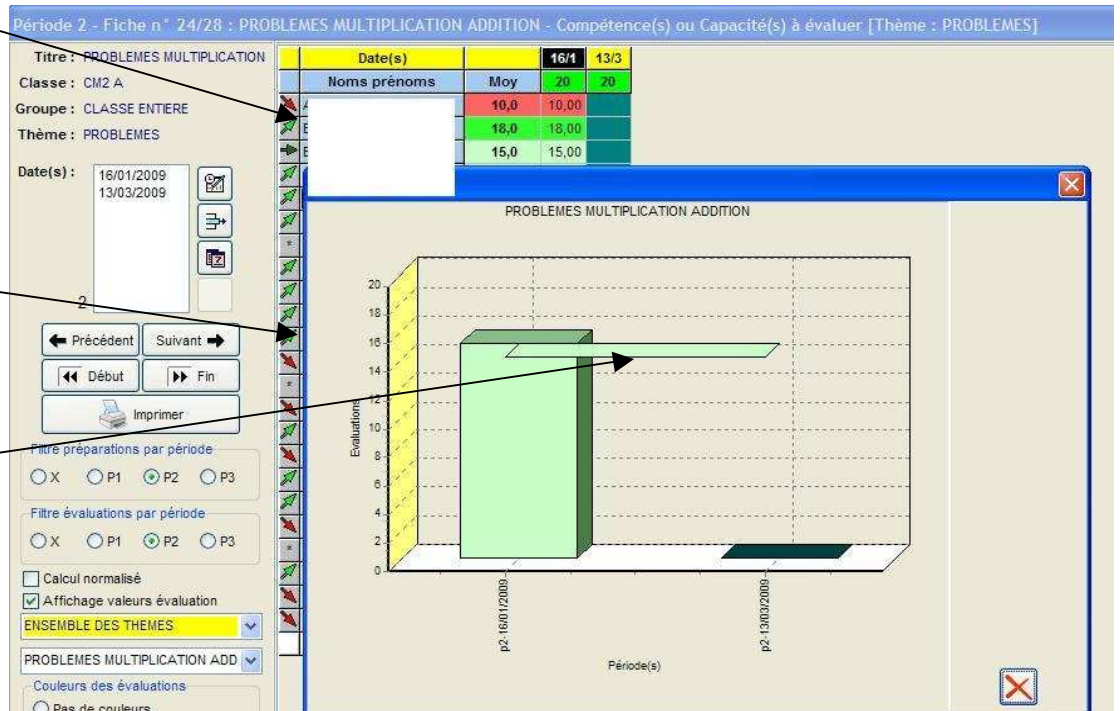 Période 2 - Fiche n° 24/28 : PROBLEMES MULTIPLICATION ADDITION - Compétence(s) ou Capacité(s) à évaluer [Thème : PROBLEMES]
Titre : PROBLEMES MULTIPLICATION
Classe : CM2 A
Groupe : CLASSE ENTIERE
Thème : PROBLEMES
Date(s) :
16/01/2009
13/03/2009
2
Précédent
Suivant
Début
Fin
Imprimer
Filtre préparations par période
X P1 P2 P3
Filtre évaluations par période
X P1 P2 P3
Calcul normalisé
Affichage valeurs évaluation
ENSEMBLE DES THEMES
PROBLEMES MULTIPLICATION ADD
Couleurs des évaluations
Pas de couleurs
Date(s) 16/1 13/3
Noms prénoms Moy 20 20
10,0 10,00
18,0 18,00
15,0 15,00
PROBLEMES MULTIPLICATION ADDITION
20
18
16
14
12
10
8
6
4
2
0
Evaluations
p2-16/01/2009
p2-13/03/2009
Période(s)